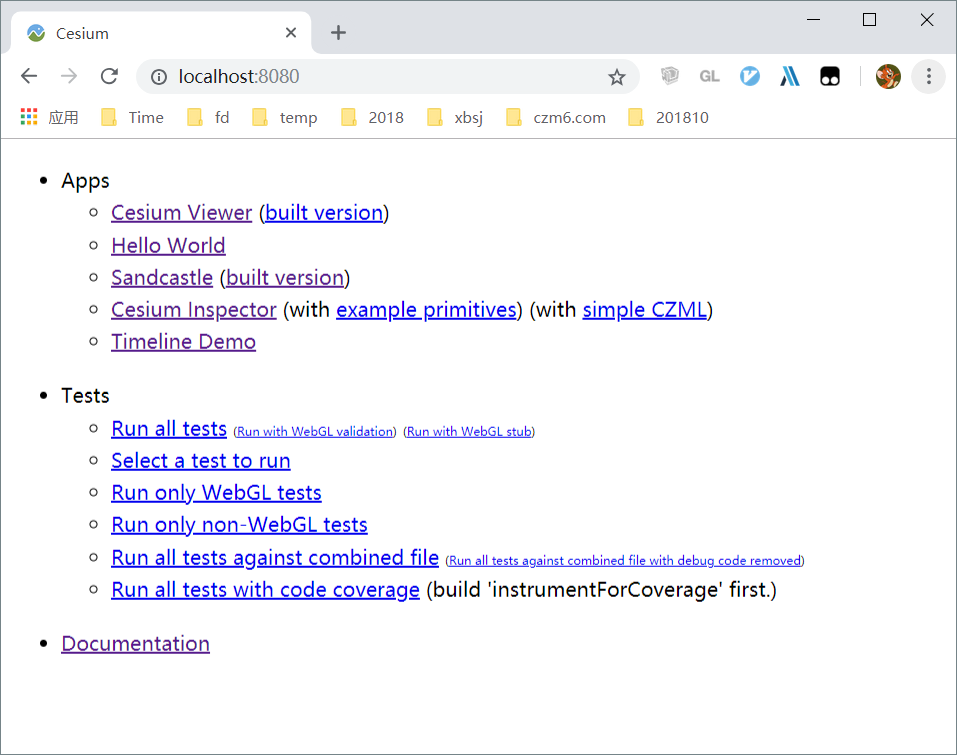 Cesium
localhost:8080
GL
应用 Time fd temp 2018 xbsj czm6.com 201810
Apps
Cesium Viewer (built version)
Hello World
Sandcastle (built version)
Cesium Inspector (with example primitives) (with simple CZML)
Timeline Demo
Tests
Run all tests (Run with WebGL validation) (Run with WebGL stub)
Select a test to run
Run only WebGL tests
Run only non-WebGL tests
Run all tests against combined file (Run all tests against combined file with debug code removed)
Run all tests with code coverage (build 'instrumentForCoverage' first.)
Documentation